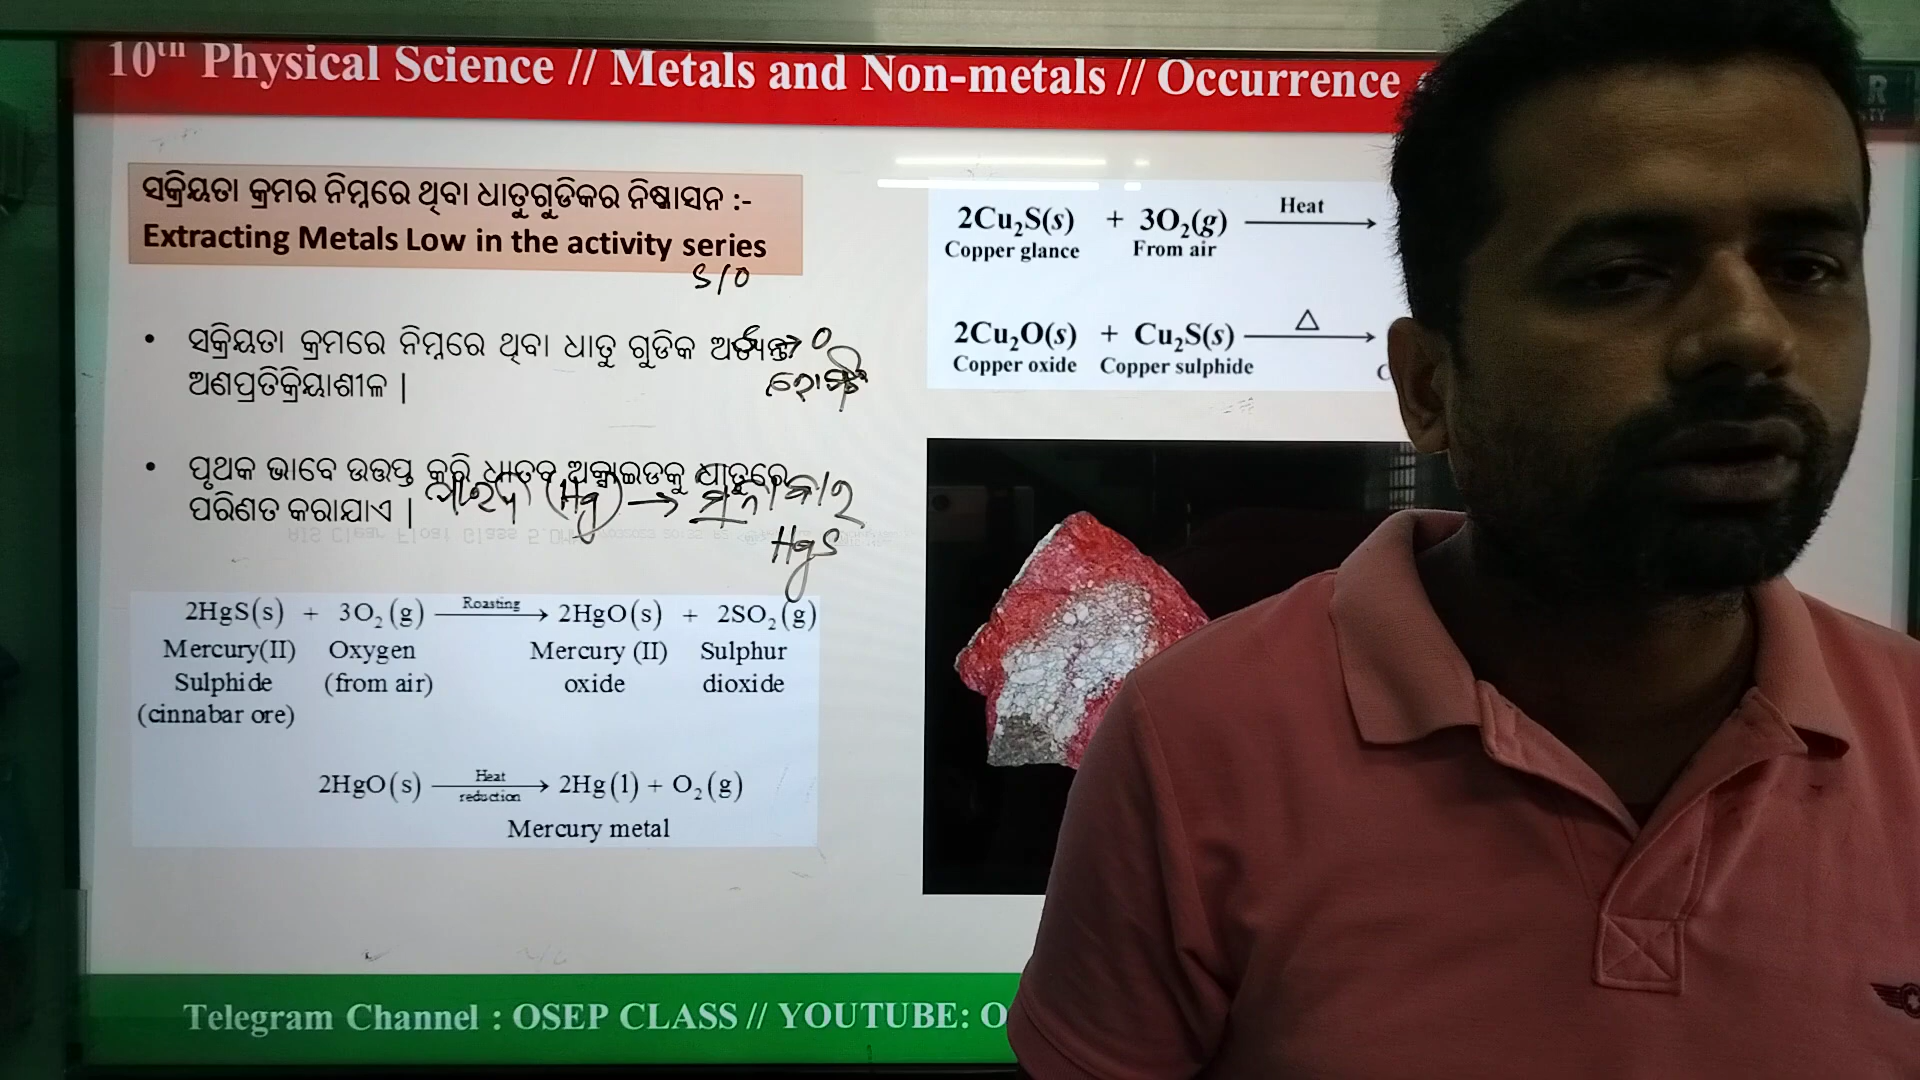 10th Physical Science // Metals and Non-metals // Occurrence
ସକ୍ରିୟତା କ୍ରମର ନିମ୍ନରେ ଥିବା ଧାତୁଗୁଡିକର ନିଷ୍କାସନ :-
Extracting Metals Low in the activity series
S/O
• ସକ୍ରିୟତା କ୍ରମରେ ନିମ୍ନରେ ଥିବା ଧାତୁ ଗୁଡିକ ଅତ୍ୟନ୍ତ
ଅଣପ୍ରତିକ୍ରିୟାଶୀଳ |
• ପୃଥକ ଭାବେ ଉତ୍ତପ୍ତ କରି ଧାତବ ଅକ୍ସାଇଡକୁ ଧାତୁରେ
ପରିଣତ କରାଯାଏ |
(Hg) →
HgS
2HgS(s) + 3O₂(g) Roasting → 2HgO(s) + 2SO₂(g)
Mercury(II) Oxygen Mercury (II) Sulphur
Sulphide (from air) oxide dioxide
(cinnabar ore)
2HgO(s) Heat reduction → 2Hg(l) + O₂(g)
Mercury metal
2Cu₂S(s) + 3O₂(g) Heat →
Copper glance From air
2Cu₂O(s) + Cu₂S(s) △ →
Copper oxide Copper sulphide C
Telegram Channel : OSEP CLASS // YOUTUBE: O